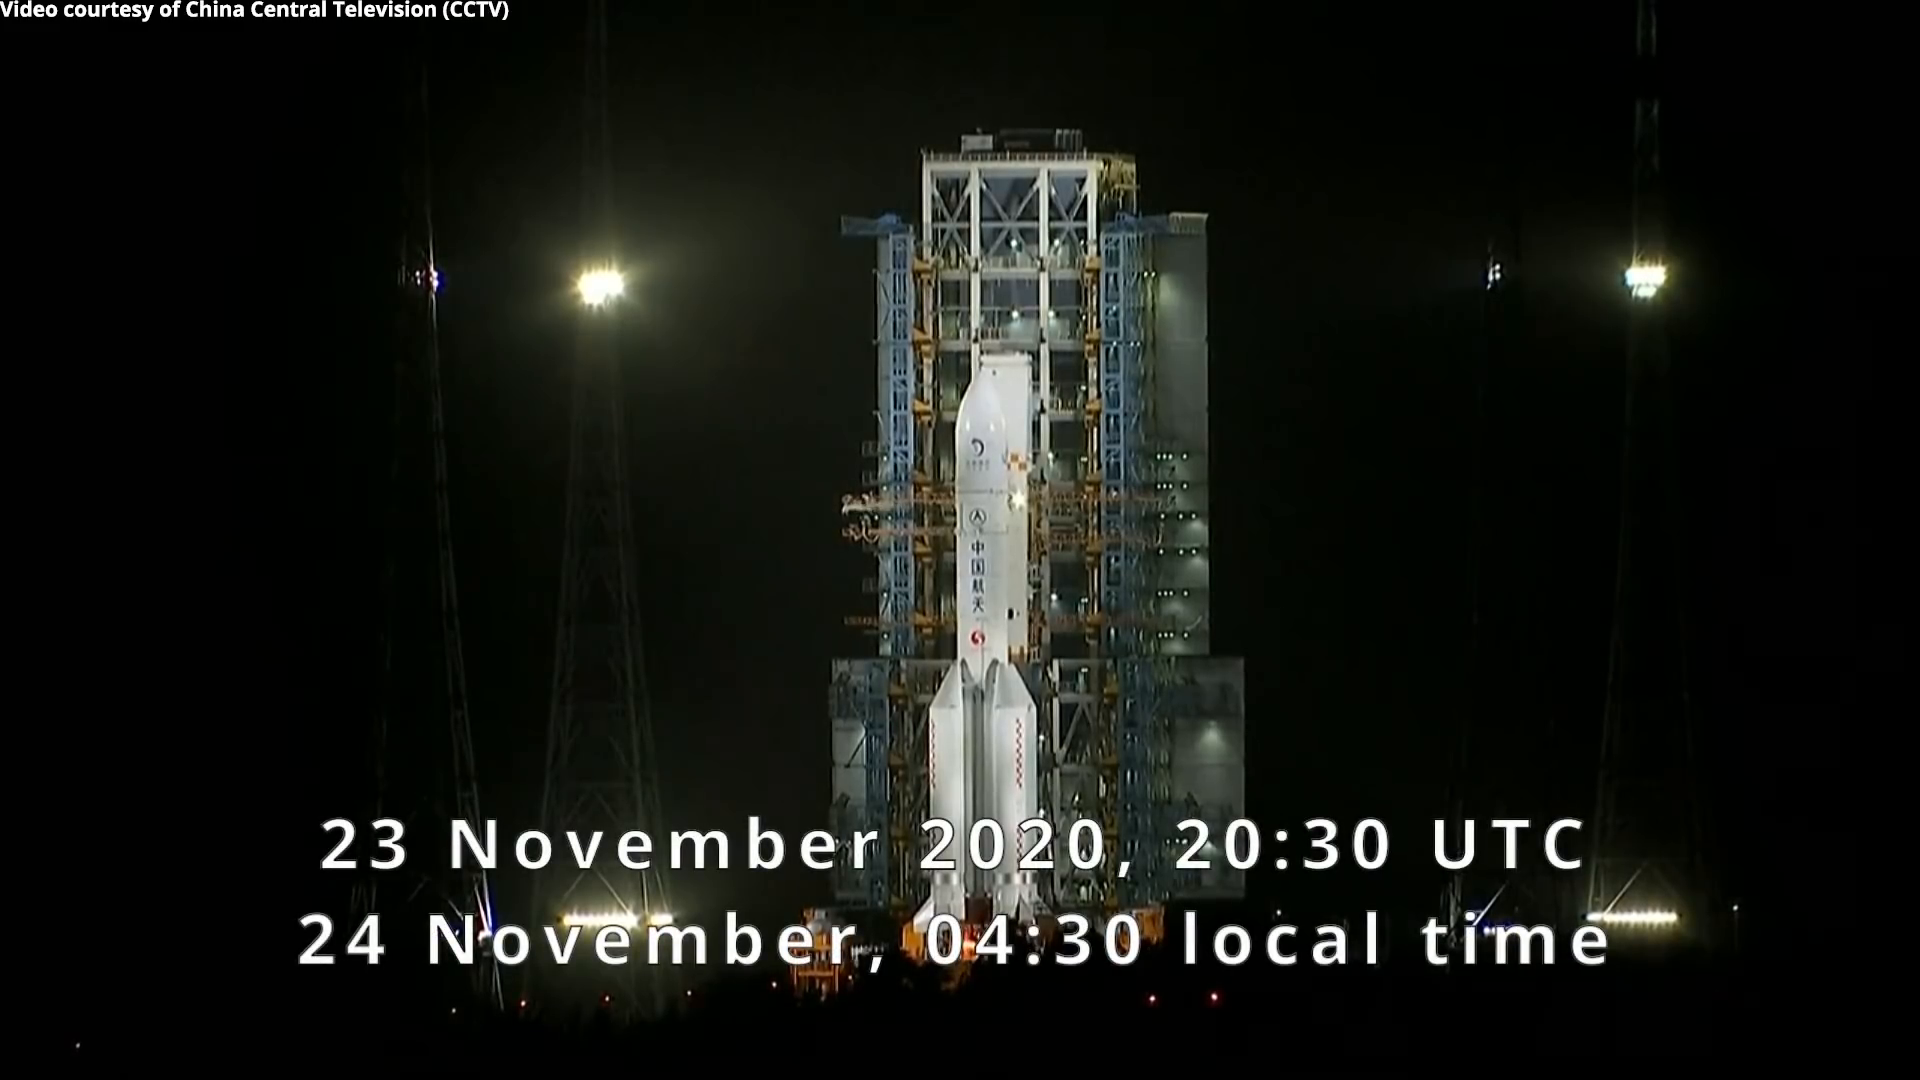 Video courtesy of China Central Television (CCTV)
中国航天
23 November 2020, 20:30 UTC
24 November, 04:30 local time